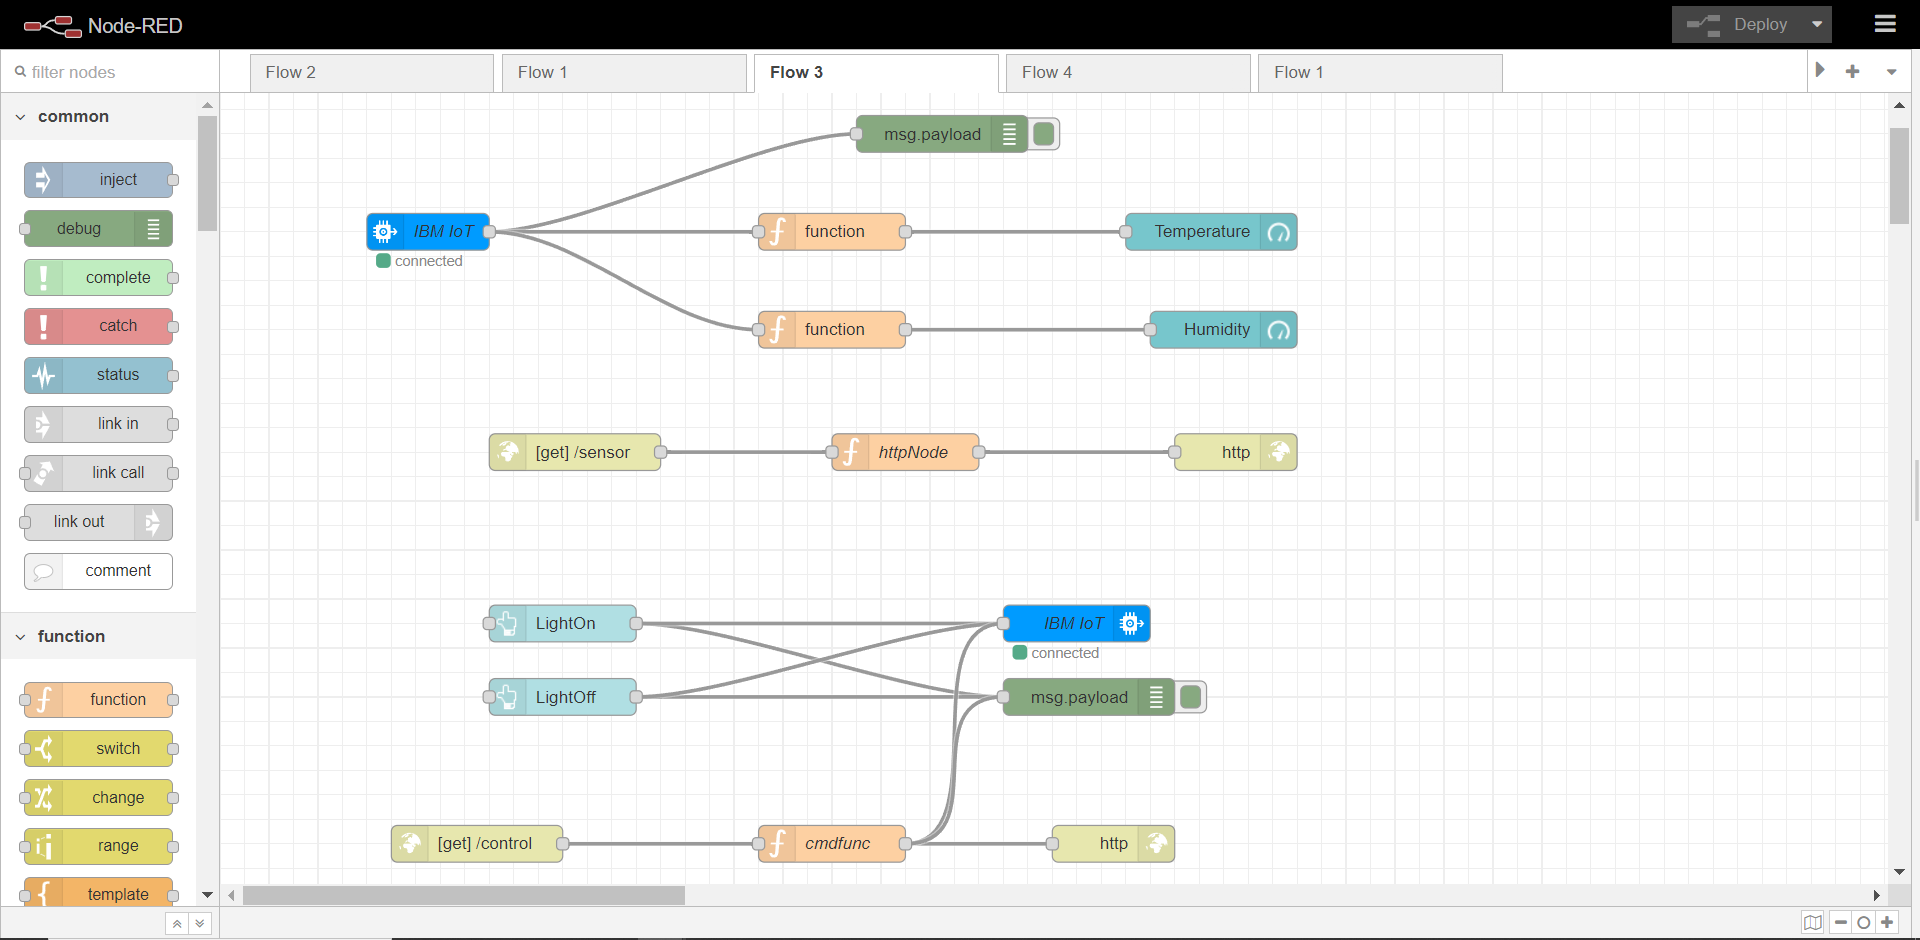 Node-RED
Deploy
filter nodes
Flow 2
Flow 1
Flow 3
Flow 4
Flow 1
common
inject
debug
complete
catch
status
link in
link call
link out
comment
function
function
switch
change
range
template
msg.payload
IBM IoT
connected
function
Temperature
function
Humidity
[get] /sensor
httpNode
http
LightOn
IBM IoT
connected
LightOff
msg.payload
[get] /control
cmdfunc
http